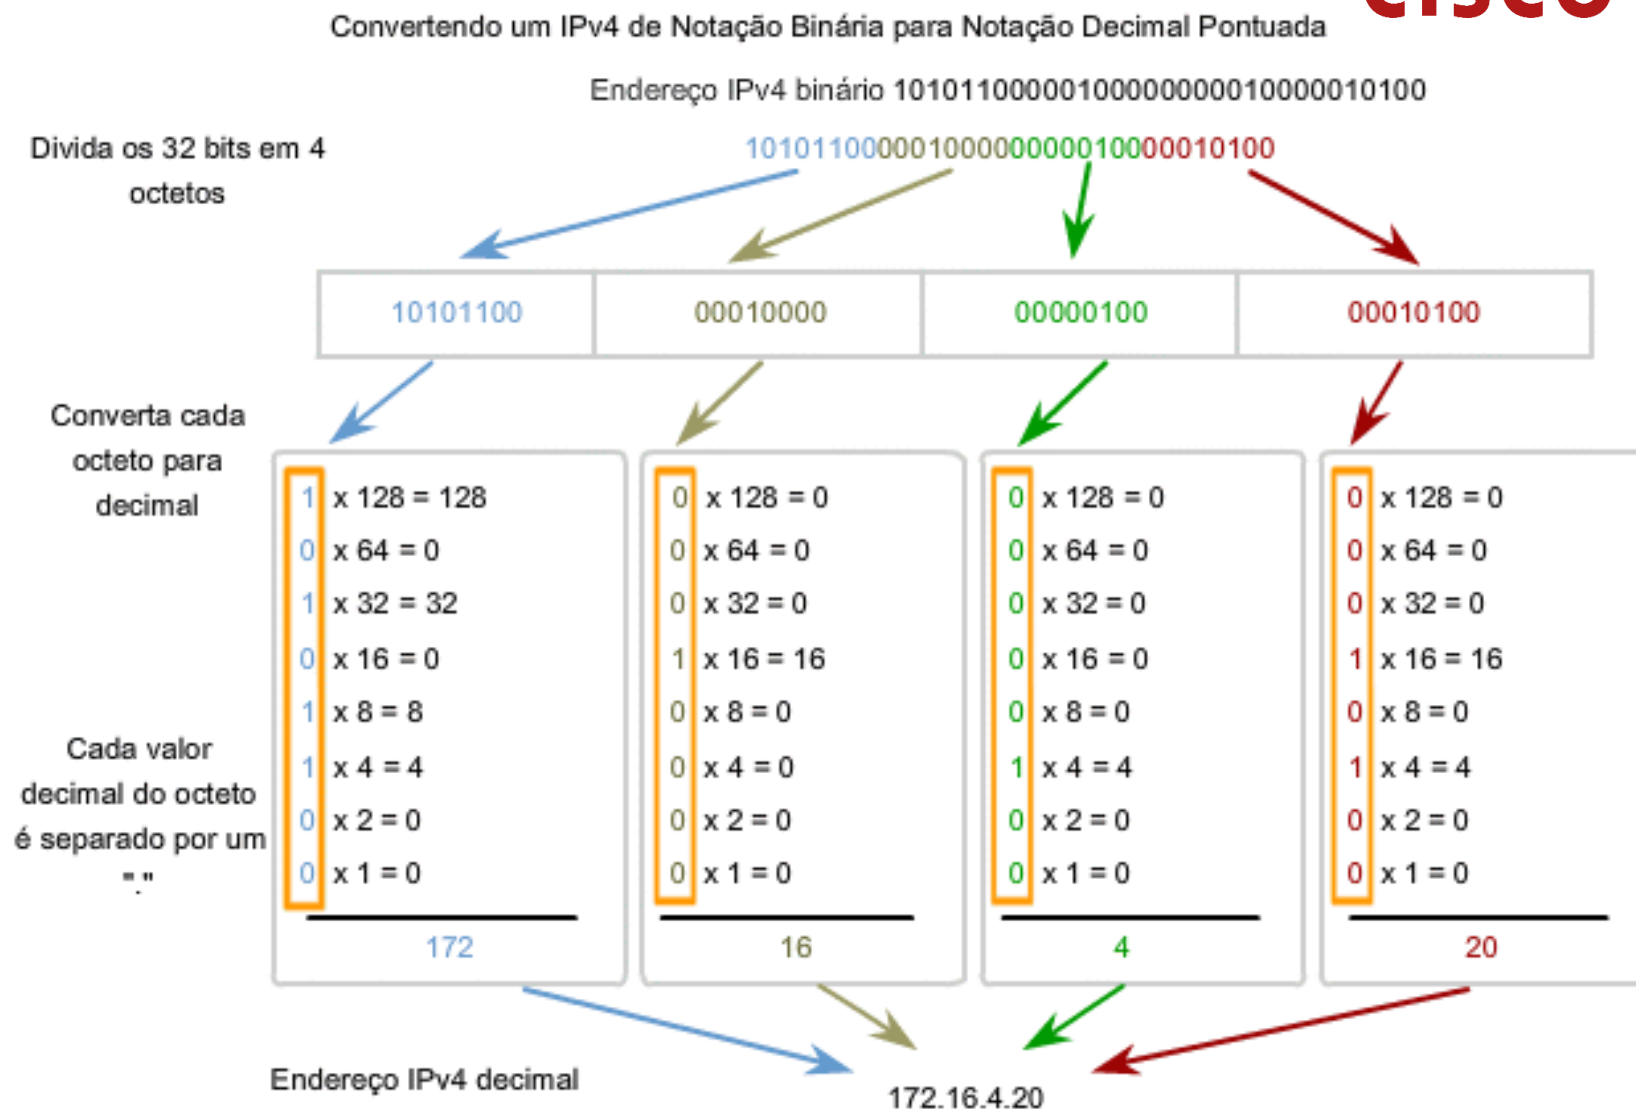 cisco
Convertendo um IPv4 de Notação Binária para Notação Decimal Pontuada
Endereço IPv4 binário 10101100000100000000010000010100
Divida os 32 bits em 4
octetos
10101100000100000000010000010100
10101100 00010000 00000100 00010100
Converta cada
octeto para
decimal
1 x 128 = 128
0 x 64 = 0
1 x 32 = 32
0 x 16 = 0
1 x 8 = 8
1 x 4 = 4
0 x 2 = 0
0 x 1 = 0
172
0 x 128 = 0
0 x 64 = 0
0 x 32 = 0
1 x 16 = 16
0 x 8 = 0
0 x 4 = 0
0 x 2 = 0
0 x 1 = 0
16
0 x 128 = 0
0 x 64 = 0
0 x 32 = 0
0 x 16 = 0
0 x 8 = 0
1 x 4 = 4
0 x 2 = 0
0 x 1 = 0
4
0 x 128 = 0
0 x 64 = 0
0 x 32 = 0
1 x 16 = 16
0 x 8 = 0
1 x 4 = 4
0 x 2 = 0
0 x 1 = 0
20
Cada valor
decimal do octeto
é separado por um
"."
Endereço IPv4 decimal
172.16.4.20